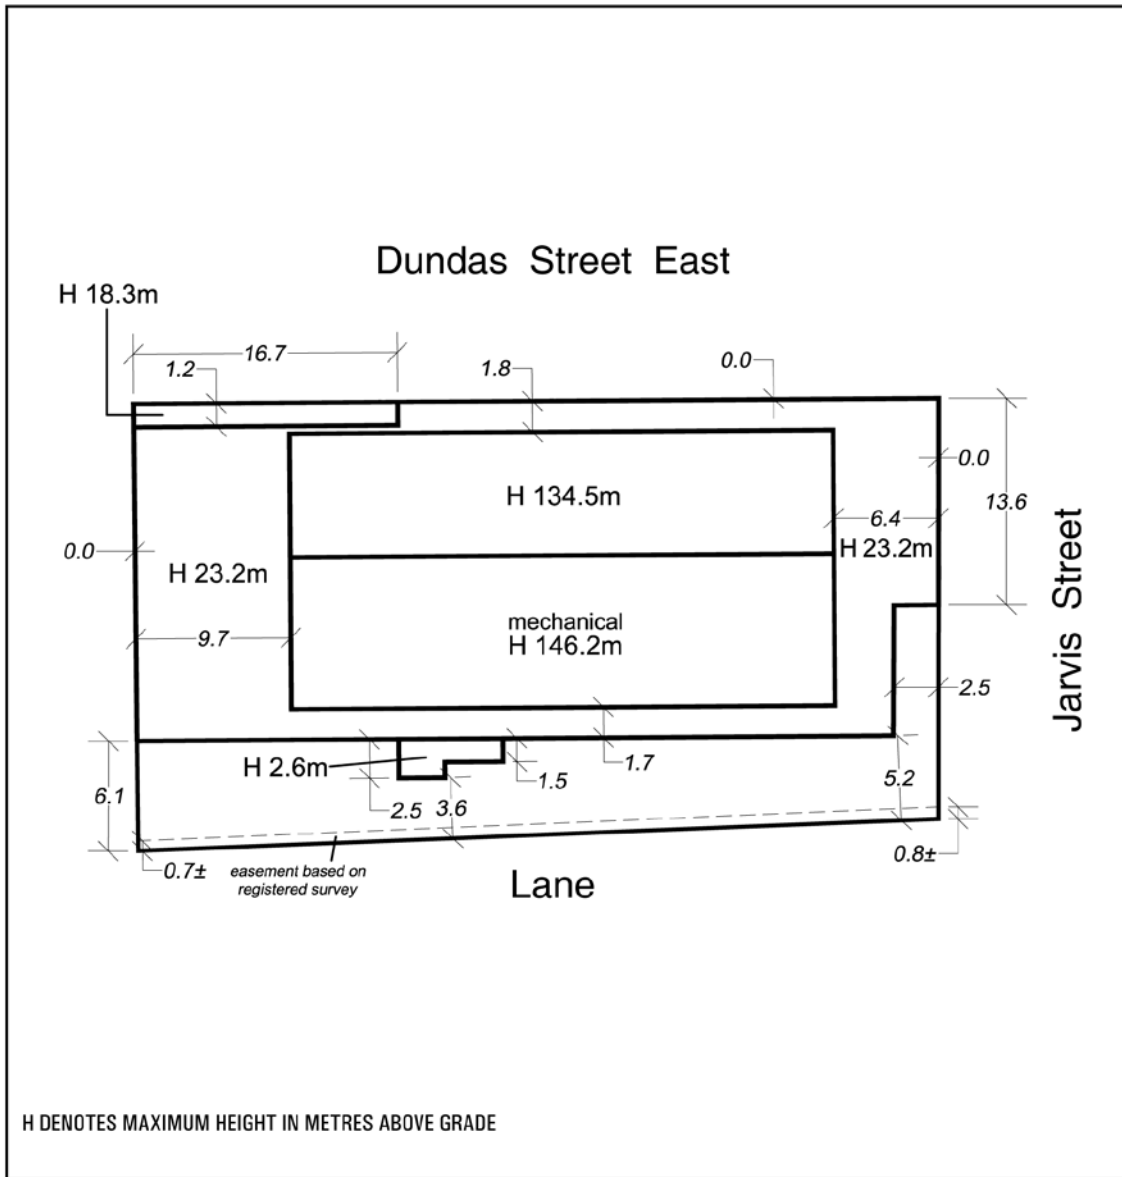 Dundas Street East
H 18.3m
16.7
1.2
1.8
0.0
0.0
13.6
H 134.5m
6.4
H 23.2m
0.0
H 23.2m
Jarvis Street
mechanical
H 146.2m
9.7
2.5
H 2.6m
1.7
1.5
5.2
6.1
2.5
3.6
0.7±
easement based on
registered survey
0.8±
Lane
H DENOTES MAXIMUM HEIGHT IN METRES ABOVE GRADE